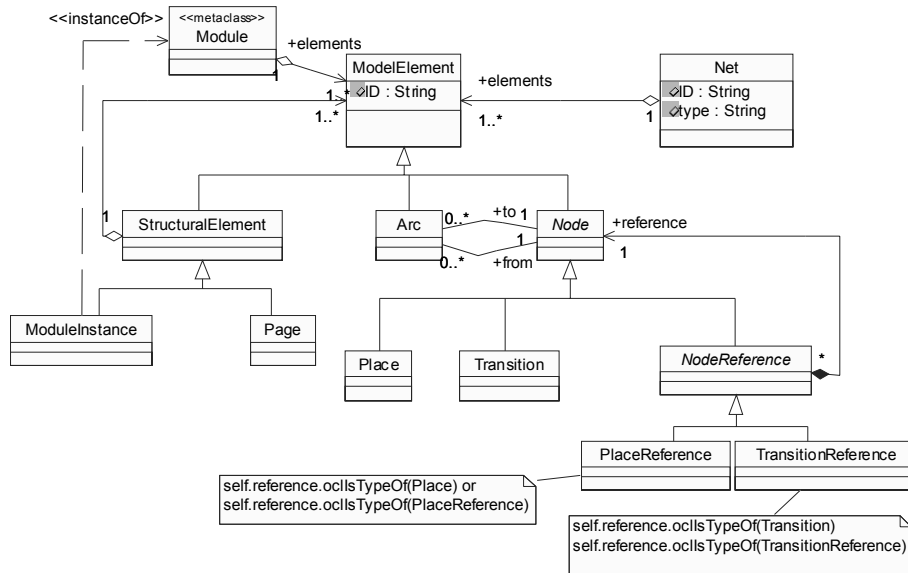 <<instanceOf>>
<<metaclass>>
Module
+elements
1
ModelElement
ID : String
1..*
1..*
+elements
1..*
Net
ID : String
type : String
1
1
StructuralElement
Arc
0..*
+to
1
0..*
+from
1
Node
+reference
1
ModuleInstance
Page
Place
Transition
NodeReference
*
PlaceReference
TransitionReference
self.reference.oclIsTypeOf(Place) or
self.reference.oclIsTypeOf(PlaceReference)
self.reference.oclIsTypeOf(Transition)
self.reference.oclIsTypeOf(TransitionReference)